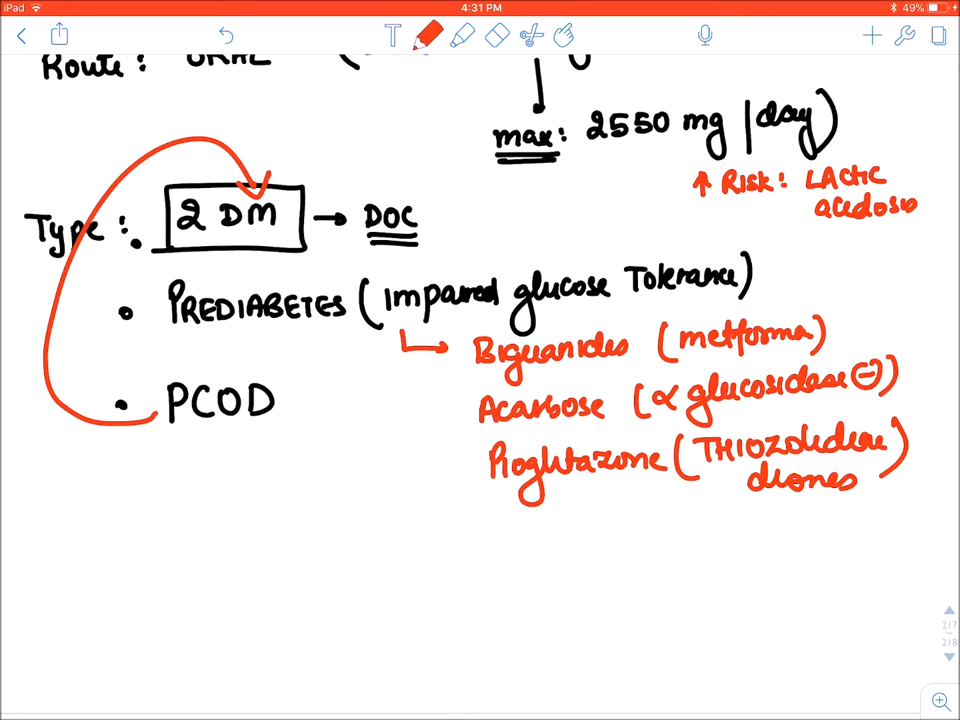 iPad 4:31 PM 49%
T
Route : ORAL
max : 2550 mg / day)
↑ Risk : LActic
acedosis
Type : • 2 DM → DOC
• PREDIABETES (impaired glucose Tolerance)
Biguanides (metformin)
Acarbose (∝ glucosidase ⊖)
• PCOD
Pioglitazone (THIOZolidine
diones)
217
218